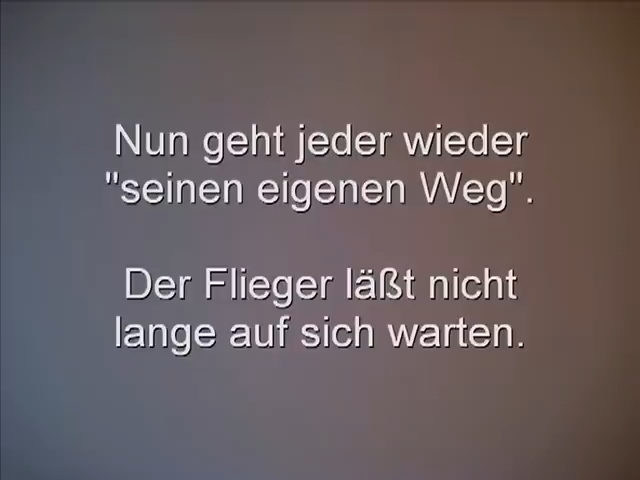 Nun geht jeder wieder
"seinen eigenen Weg".
Der Flieger läßt nicht
lange auf sich warten.